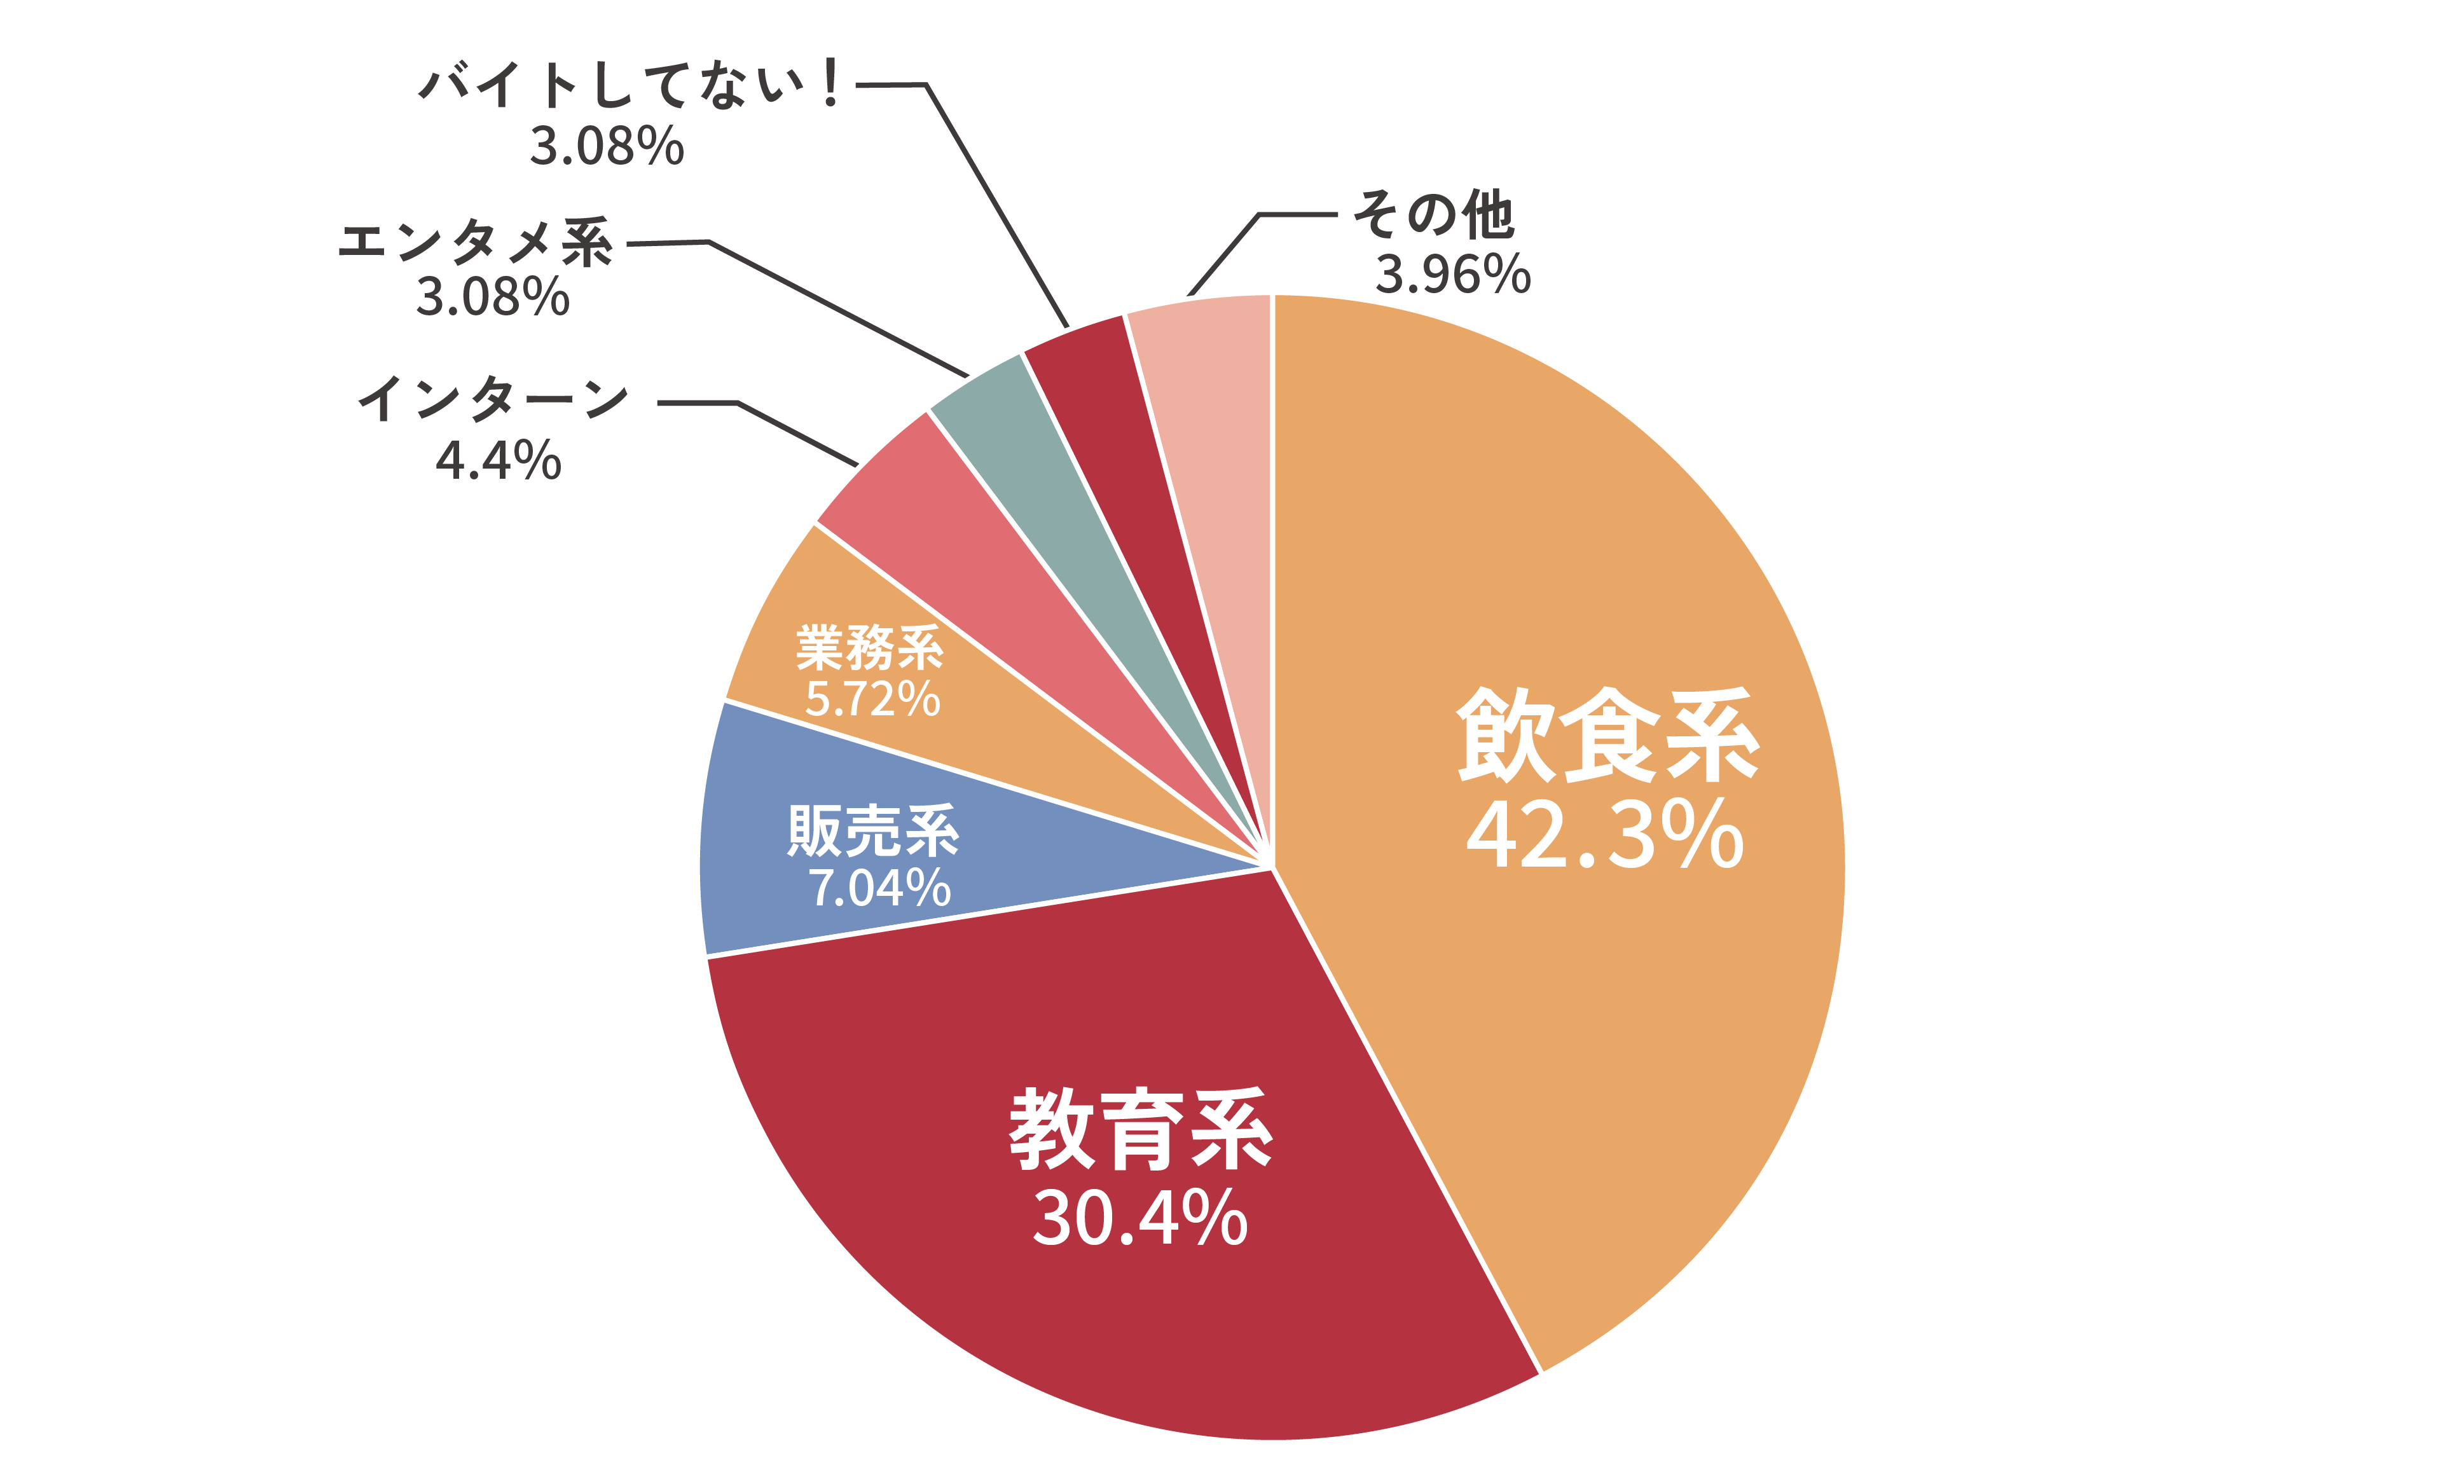 バイトしてない！
3.08%
エンタメ系
3.08%
インターン
4.4%
その他
3.96%
業務系
5.72%
販売系
7.04%
飲食系
42.3%
教育系
30.4%